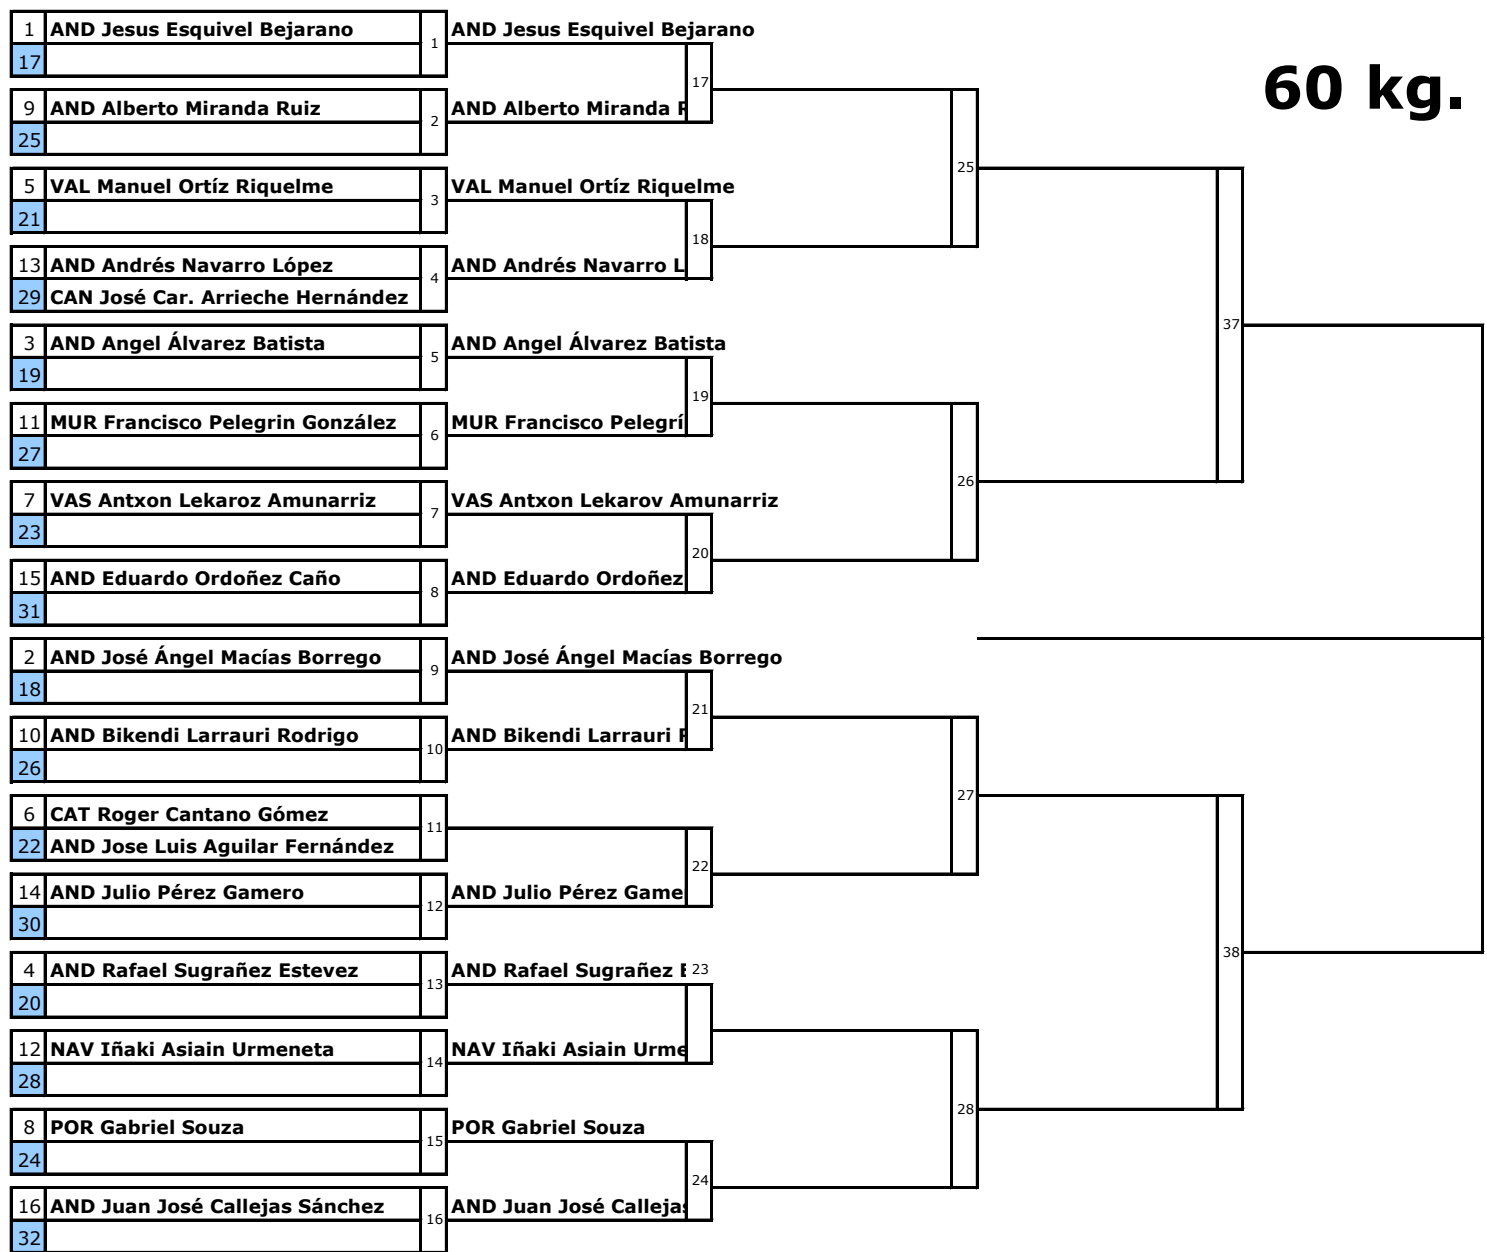 60 kg.
1 AND Jesus Esquivel Bejarano 1 AND Jesus Esquivel Bejarano
17
17
9 AND Alberto Miranda Ruiz 2 AND Alberto Miranda
25
25
5 VAL Manuel Ortíz Riquelme 3 VAL Manuel Ortíz Riquelme
21
18
13 AND Andrés Navarro López 4 AND Andrés Navarro L
29 CAN José Car. Arrieche Hernández
37
3 AND Angel Álvarez Batista 5 AND Angel Álvarez Batista
19
19
11 MUR Francisco Pelegrin González 6 MUR Francisco Pelegrí
27
26
7 VAS Antxon Lekaroz Amunarriz 7 VAS Antxon Lekarov Amunarriz
23
20
15 AND Eduardo Ordoñez Caño 8 AND Eduardo Ordoñez
31
2 AND José Ángel Macías Borrego 9 AND José Ángel Macías Borrego
18
21
10 AND Bikendi Larrauri Rodrigo 10 AND Bikendi Larrauri
26
27
6 CAT Roger Cantano Gómez 11
22 AND Jose Luis Aguilar Fernández
22
14 AND Julio Pérez Gamero 12 AND Julio Pérez Game
30
38
4 AND Rafael Sugrañez Estevez 13 AND Rafael Sugrañez 23
20
12 NAV Iñaki Asiain Urmeneta 14 NAV Iñaki Asiain Urme
28
28
8 POR Gabriel Souza 15 POR Gabriel Souza
24
24
16 AND Juan José Callejas Sánchez 16 AND Juan José Callejas
32